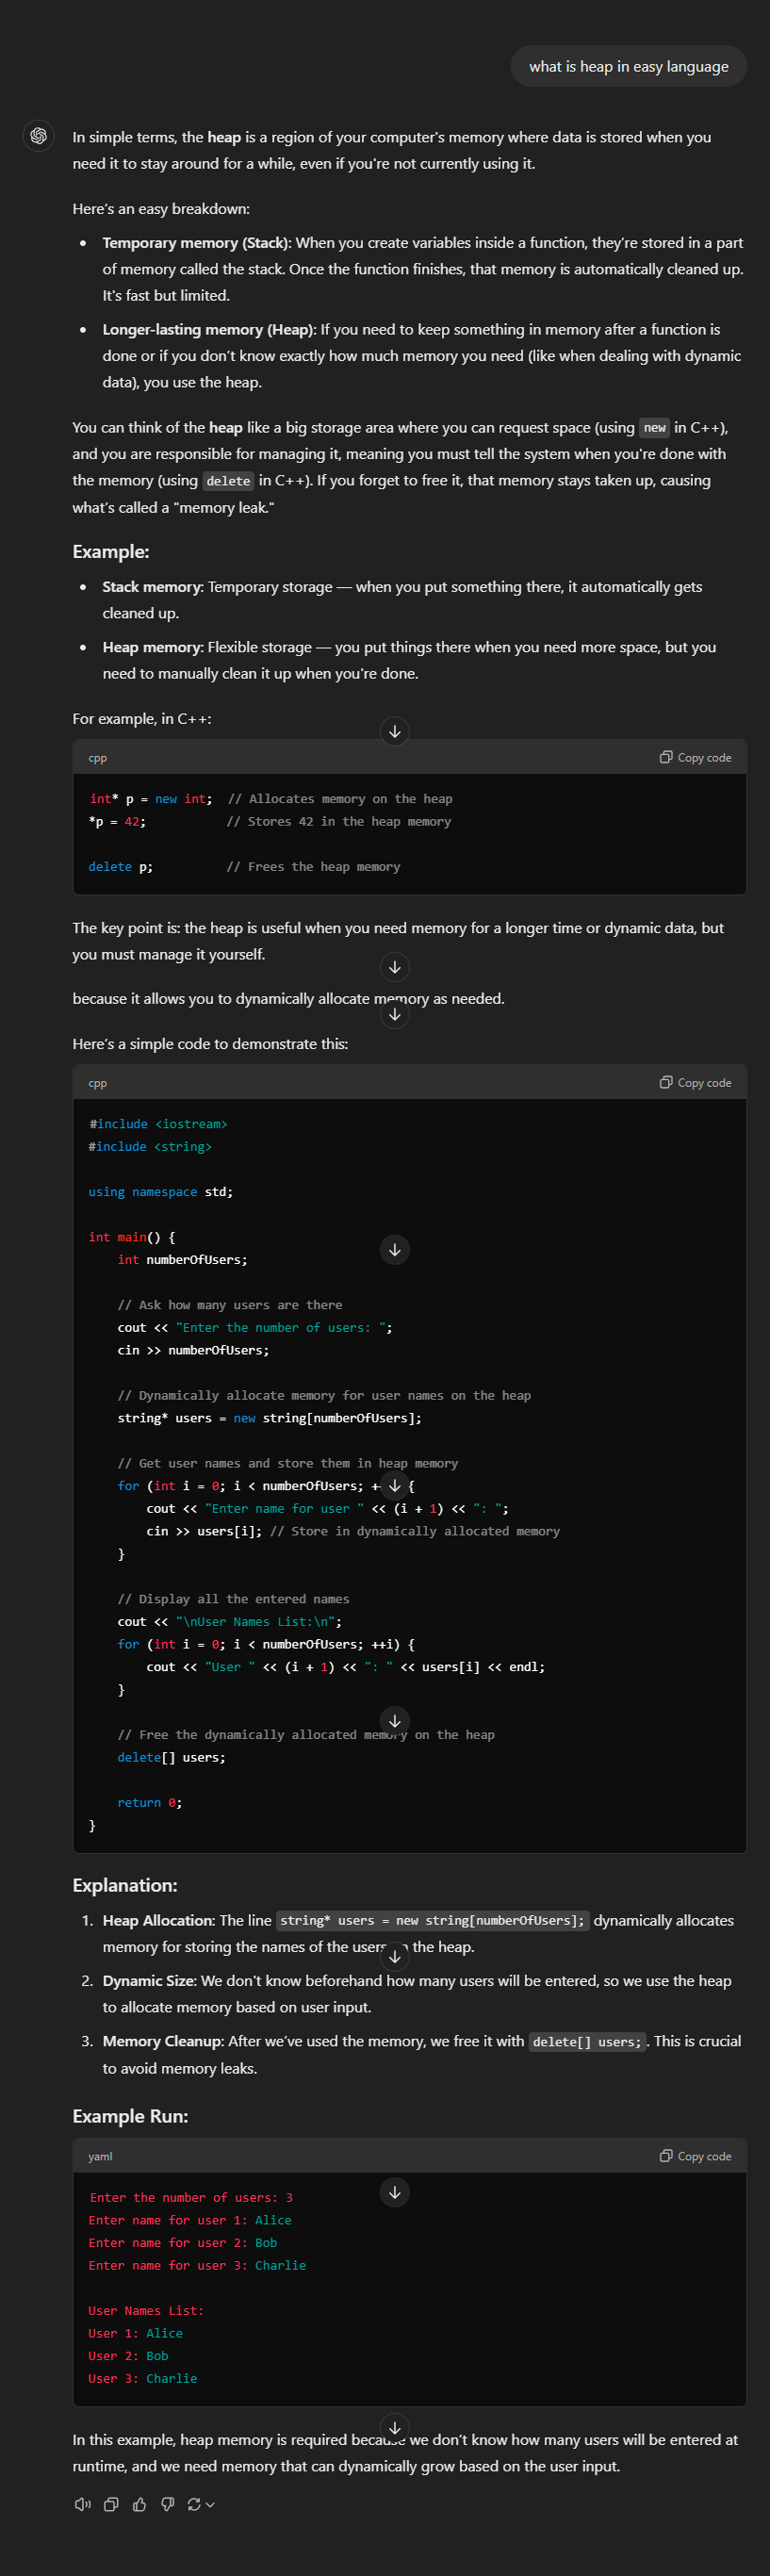 what is heap in easy language
In simple terms, the heap is a region of your computer's memory where data is stored when you
need it to stay around for a while, even if you're not currently using it.
Here's an easy breakdown:
• Temporary memory (Stack): When you create variables inside a function, they're stored in a part
of memory called the stack. Once the function finishes, that memory is automatically cleaned up.
It's fast but limited.
• Longer-lasting memory (Heap): If you need to keep something in memory after a function is
done or if you don't know exactly how much memory you need (like when dealing with dynamic
data), you use the heap.
You can think of the heap like a big storage area where you can request space (using new in C++),
and you are responsible for managing it, meaning you must tell the system when you're done with
the memory (using delete in C++). If you forget to free it, that memory stays taken up, causing
what's called a "memory leak."
Example:
• Stack memory: Temporary storage — when you put something there, it automatically gets
cleaned up.
• Heap memory: Flexible storage — you put things there when you need more space, but you
need to manually clean it up when you're done.
For example, in C++:
cpp Copy code
int* p = new int;  // Allocates memory on the heap
*p = 42;           // Stores 42 in the heap memory
delete p;          // Frees the heap memory
The key point is: the heap is useful when you need memory for a longer time or dynamic data, but
you must manage it yourself.
because it allows you to dynamically allocate memory as needed.
Here's a simple code to demonstrate this:
cpp Copy code
#include <iostream>
#include <string>
using namespace std;
int main() {
    int numberOfUsers;
    // Ask how many users are there
    cout << "Enter the number of users: ";
    cin >> numberOfUsers;
    // Dynamically allocate memory for user names on the heap
    string* users = new string[numberOfUsers];
    // Get user names and store them in heap memory
    for (int i = 0; i < numberOfUsers; {
        cout << "Enter name for user " << (i + 1) << ": ";
        cin >> users[i]; // Store in dynamically allocated memory
    }
    // Display all the entered names
    cout << "\nUser Names List:\n";
    for (int i = 0; i < numberOfUsers; ++i) {
        cout << "User " << (i + 1) << ": " << users[i] << endl;
    }
    // Free the dynamically allocated memory on the heap
    delete[] users;
    return 0;
}
Explanation:
1. Heap Allocation: The line string* users = new string[numberOfUsers]; dynamically allocates
memory for storing the names of the users the heap.
2. Dynamic Size: We don't know beforehand how many users will be entered, so we use the heap
to allocate memory based on user input.
3. Memory Cleanup: After we've used the memory, we free it with delete[] users;. This is crucial
to avoid memory leaks.
Example Run:
yaml Copy code
Enter the number of users: 3
Enter name for user 1: Alice
Enter name for user 2: Bob
Enter name for user 3: Charlie
User Names List:
User 1: Alice
User 2: Bob
User 3: Charlie
In this example, heap memory is required because we don't know how many users will be entered at
runtime, and we need memory that can dynamically grow based on the user input.